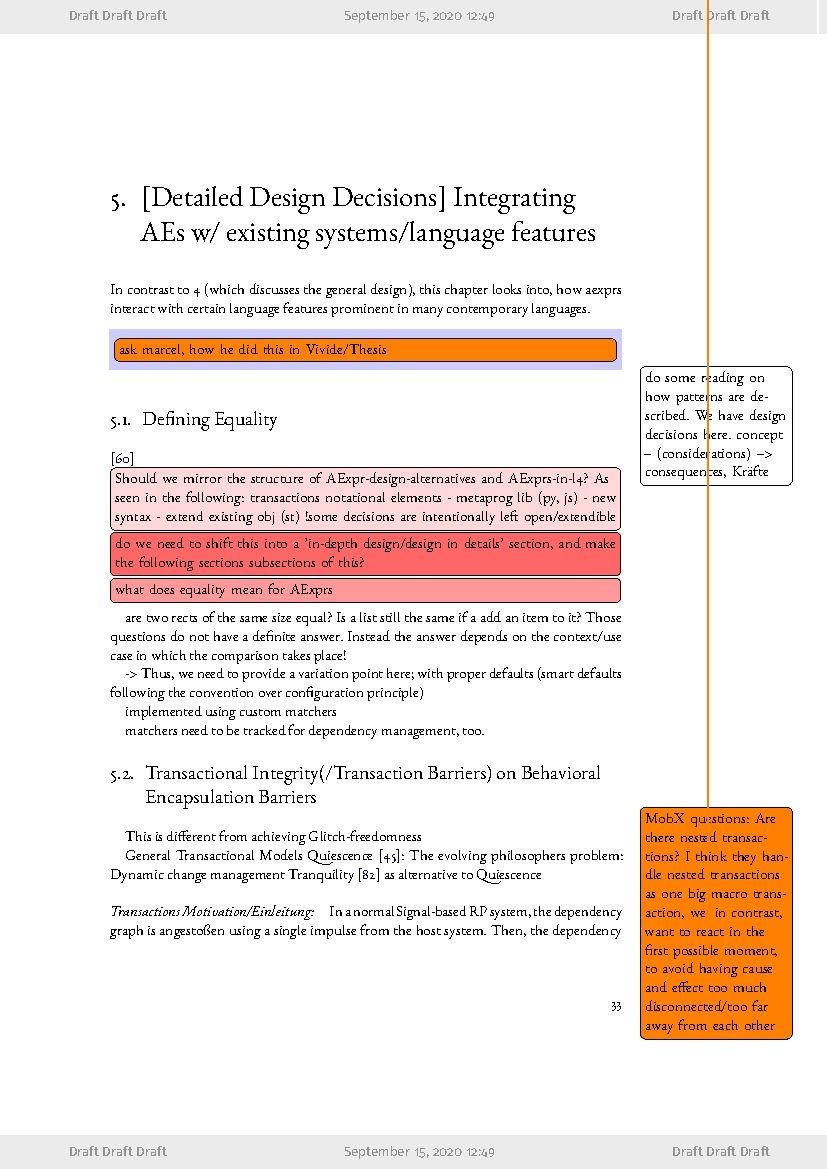 Draft Draft Draft September 15, 2020 12:49 Draft Draft Draft
5. [Detailed Design Decisions] Integrating
AEs w/ existing systems/language features
In contrast to 4 (which discusses the general design), this chapter looks into, how aexprs
interact with certain language features prominent in many contemporary languages.
ask marcel, how he did this in Vivide/Thesis
do some reading on
how patterns are de-
scribed. We have design
decisions here. concept
– (considerations) –>
consequences, Kräfte
5.1. Defining Equality
[60]
Should we mirror the structure of AExpr-design-alternatives and AExprs-in-l4? As
seen in the following: transactions notational elements - metaprog lib (py, js) - new
syntax - extend existing obj (st) !some decisions are intentionally left open/extendible
do we need to shift this into a 'in-depth design/design in details' section, and make
the following sections subsections of this?
what does equality mean for AExprs
are two rects of the same size equal? Is a list still the same if a add an item to it? Those
questions do not have a definite answer. Instead the answer depends on the context/use
case in which the comparison takes place!
-> Thus, we need to provide a variation point here; with proper defaults (smart defaults
following the convention over configuration principle)
implemented using custom matchers
matchers need to be tracked for dependency management, too.
5.2. Transactional Integrity(/Transaction Barriers) on Behavioral
Encapsulation Barriers
This is different from achieving Glitch-freedomness
General Transactional Models Quiescence [45]: The evolving philosophers problem:
Dynamic change management Tranquility [82] as alternative to Quiescence
Transactions Motivation/Einleitung: In a normal Signal-based RP system, the dependency
graph is angestoßen using a single impulse from the host system. Then, the dependency
MobX questions: Are
there nested transac-
tions? I think they han-
dle nested transactions
as one big macro trans-
action, we in contrast,
want to react in the
first possible moment,
to avoid having cause
and effect too much
disconnected/too far
away from each other
33
Draft Draft Draft September 15, 2020 12:49 Draft Draft Draft